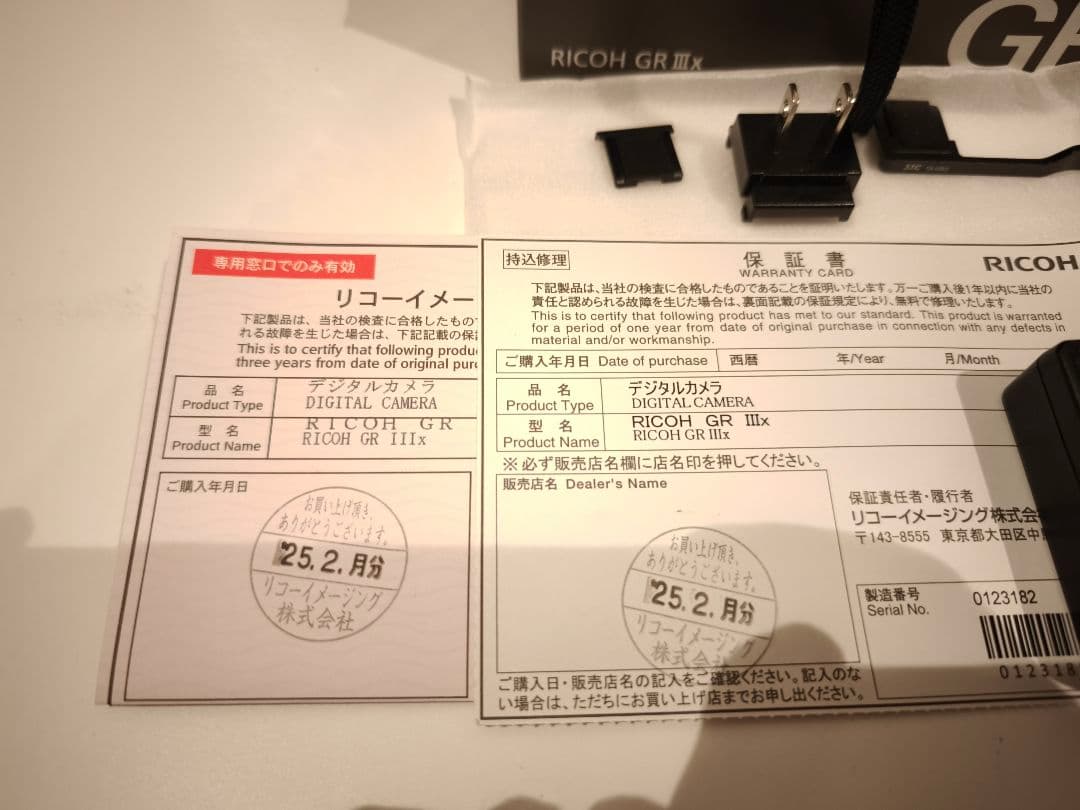 RICOH GR IIIx
GR
JJC
専用窓口でのみ有効
リコーイメー
下記製品は、当社の検査に合格したもの
れる故障を生じた場合は、下記記載の保
This is to certify that following produc
three years from date of original pur
品 名
Product Type
デジタルカメラ
DIGITAL CAMERA
型 名
Product Name
RICOH GR
RICOH GR IIIx
ご購入年月日
お買い上げ頂き
ありがとうございます。
'25.2.月分
リコーイメージング
株式会社
持込修理
保証書
WARRANTY CARD
RICOH
下記製品は、当社の検査に合格したものであることを証明いたします。万一ご購入後1年以内に当社の
責任と認められる故障を生じた場合は、裏面記載の保証規定により、無料で修理いたします。
This is to certify that following product has met to our standard. This product is warranted
for a period of one year from date of original purchase in connection with any defects in
material and/or workmanship.
ご購入年月日 Date of purchase 西暦 年/Year 月/Month
品 名
Product Type
デジタルカメラ
DIGITAL CAMERA
型 名
Product Name
RICOH GR IIIx
RICOH GR IIIx
※必ず販売店名欄に店名印を押してください。
販売店名 Dealer's Name
お買い上げ頂き、
ありがとうございます。
'25.2.月分
リコーイメージング
株式会社
保証責任者・履行者
リコーイメージング株式会
〒143-8555 東京都大田区中
製造番号
Serial No.
0123182
012318
ご購入日・販売店名の記入をご確認ください。記入のな
い場合は、ただちにお買い上げ店までお申し出ください。